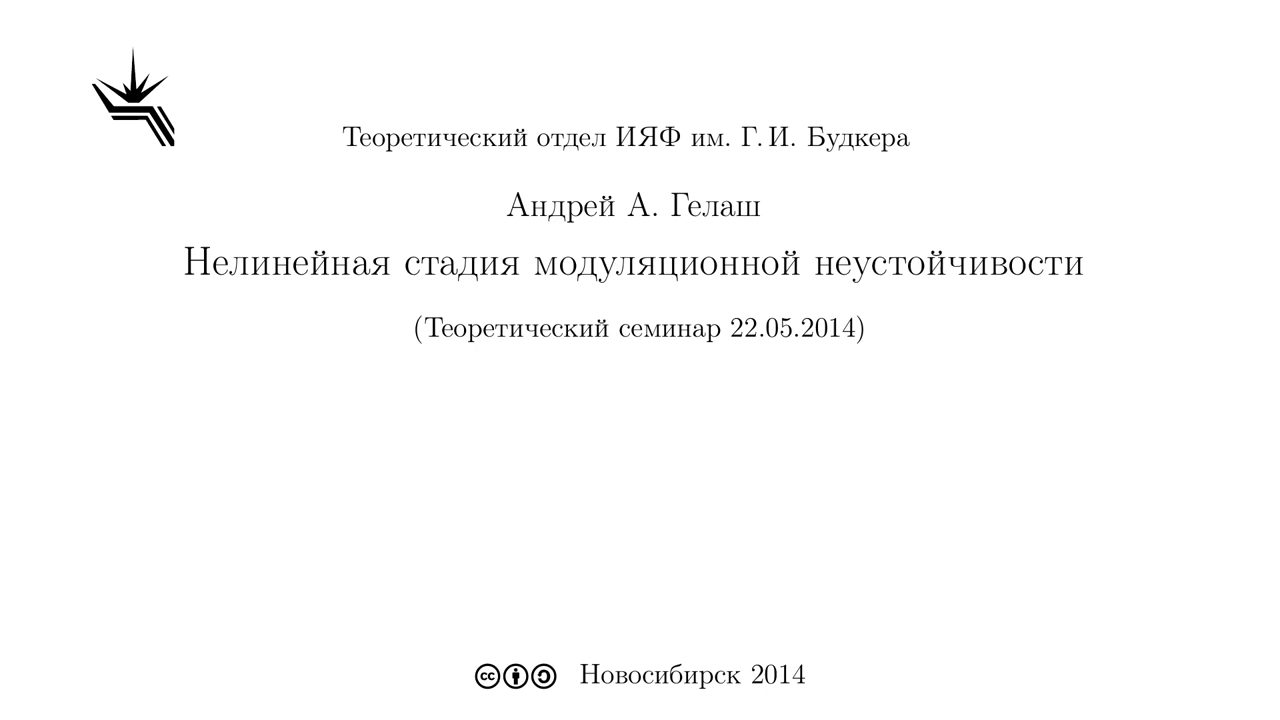 Теоретический отдел ИЯФ им. Г. И. Будкера
Андрей А. Гелаш
Нелинейная стадия модуляционной неустойчивости
(Теоретический семинар 22.05.2014)
Новосибирск 2014